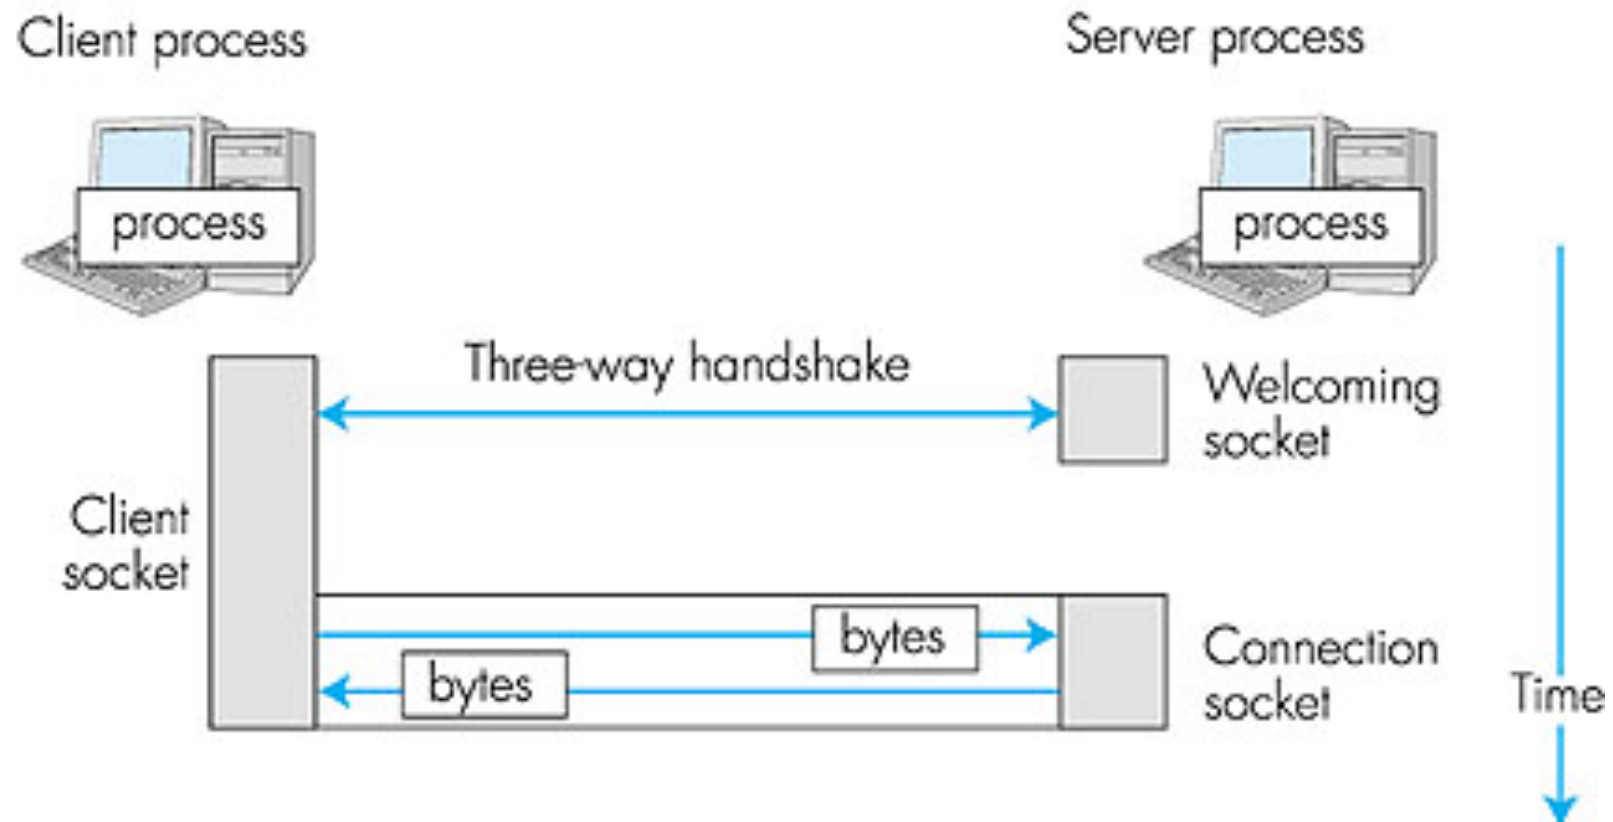 Client process
Server process
process
process
Three-way handshake
Welcoming
socket
Client
socket
bytes
bytes
Connection
socket
Time